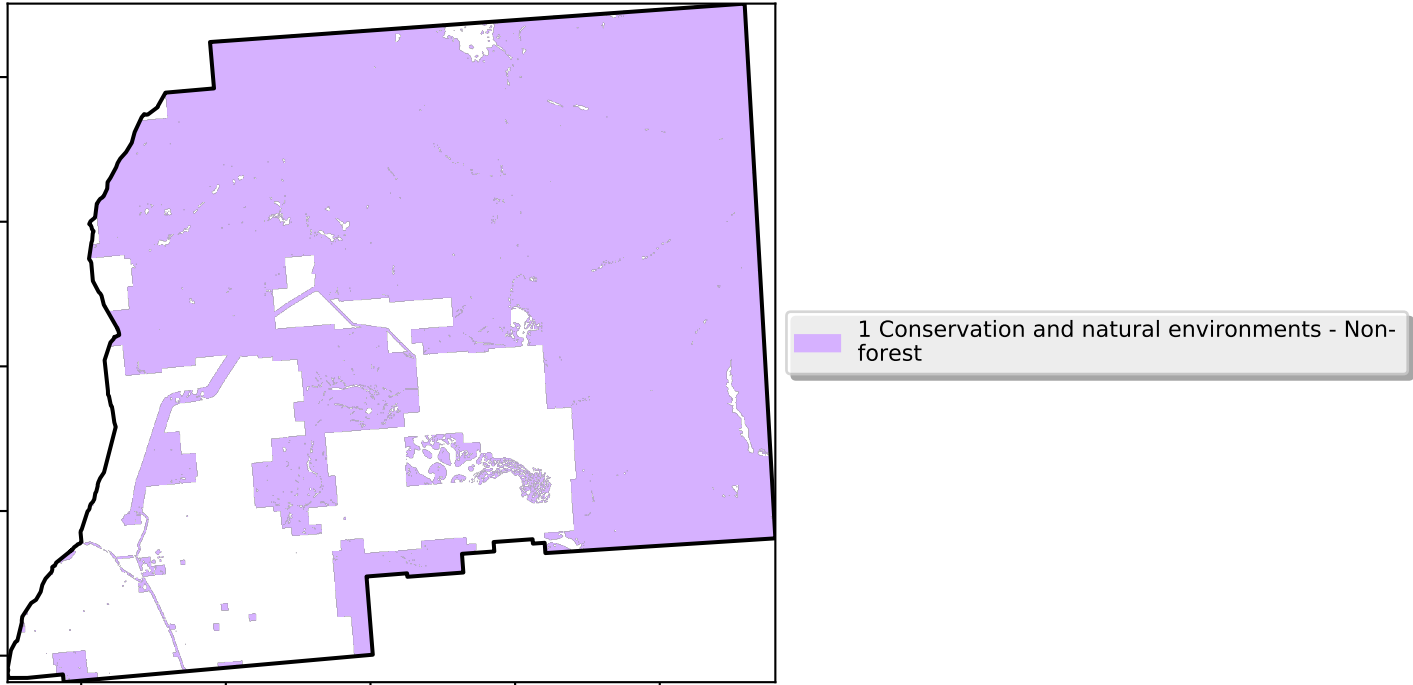 1 Conservation and natural environments - Non-
forest